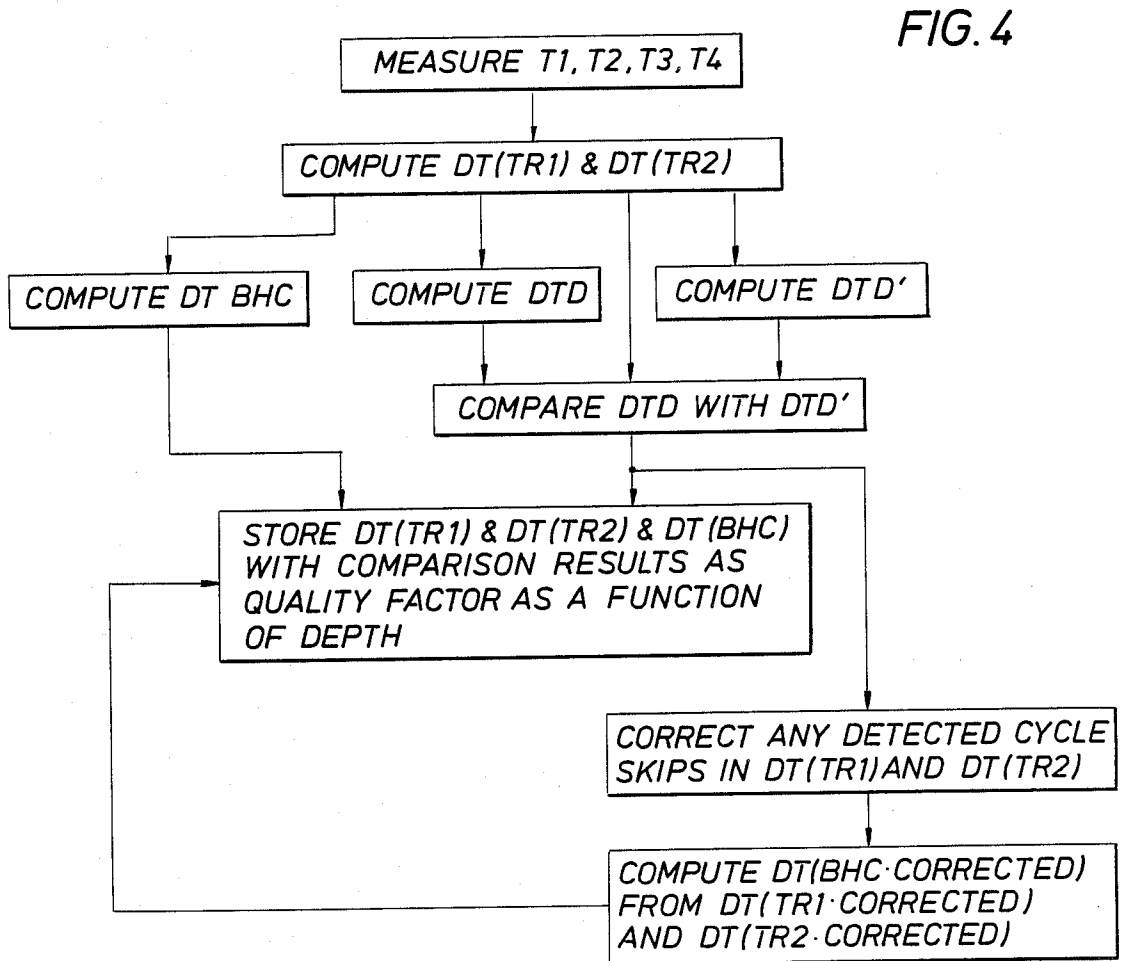 FIG. 4
MEASURE T1, T2, T3, T4
COMPUTE DT(TR1) & DT(TR2)
COMPUTE DT BHC
COMPUTE DTD
COMPUTE DTD'
COMPARE DTD WITH DTD'
STORE DT(TR1) & DT(TR2) & DT(BHC)
WITH COMPARISON RESULTS AS
QUALITY FACTOR AS A FUNCTION
OF DEPTH
CORRECT ANY DETECTED CYCLE
SKIPS IN DT(TR1) AND DT(TR2)
COMPUTE DT(BHC·CORRECTED)
FROM DT(TR1·CORRECTED)
AND DT(TR2·CORRECTED)